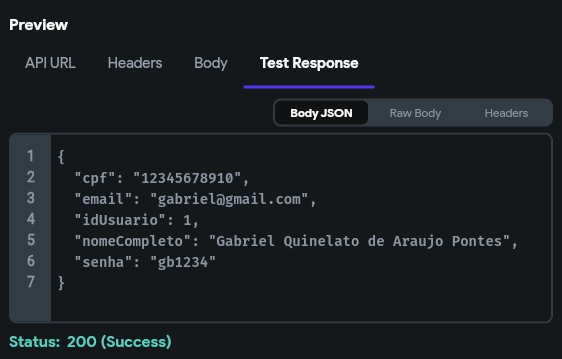 Preview
API URL Headers Body Test Response
Body JSON Raw Body Headers
1 {
2 "cpf": "12345678910",
3 "email": "gabriel@gmail.com",
4 "idUsuario": 1,
5 "nomeCompleto": "Gabriel Quinelato de Araujo Pontes",
6 "senha": "gb1234"
7 }
Status: 200 (Success)